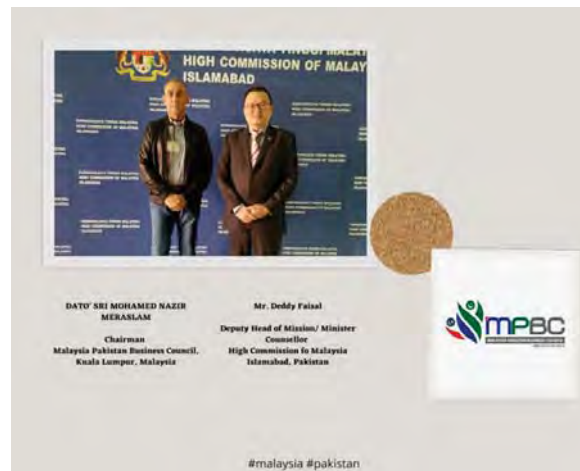 HIGH COMMISSION OF MALAY
ISLAMABAD
DATO' SRI MOHAMED NAZIR
MERASLAM
Chairman
Malaysia Pakistan Business Council,
Kuala Lumpur, Malaysia
Mr. Deddy Faisal
Deputy Head of Mission/ Minister
Counsellor
High Commission fo Malaysia
Islamabad, Pakistan
MPBC
#malaysia #pakistan